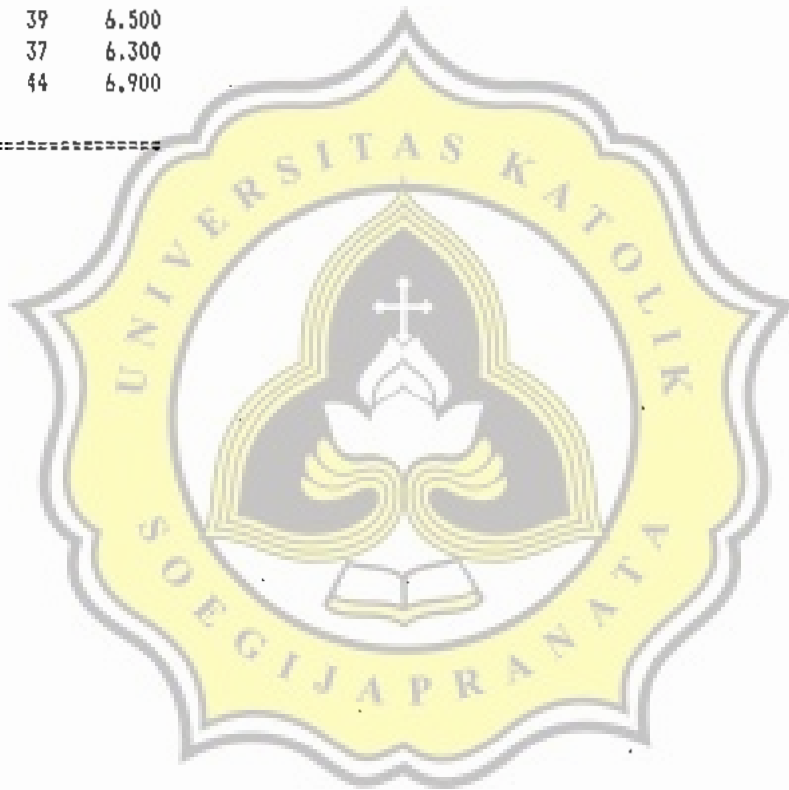 39 6.500
37 6.300
44 6.900
==================
UNIVERSITAS KATOLIK
SOEGIJAPRANATA